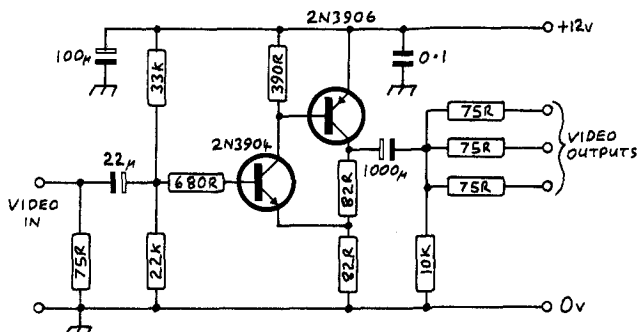 2N3906
+12v
100µ
33K
390R
0.1
2N3904
75R
75R
75R
VIDEO
OUTPUTS
22µ
680R
1000µ
82R
VIDEO
IN
75R
22K
82R
10K
0v